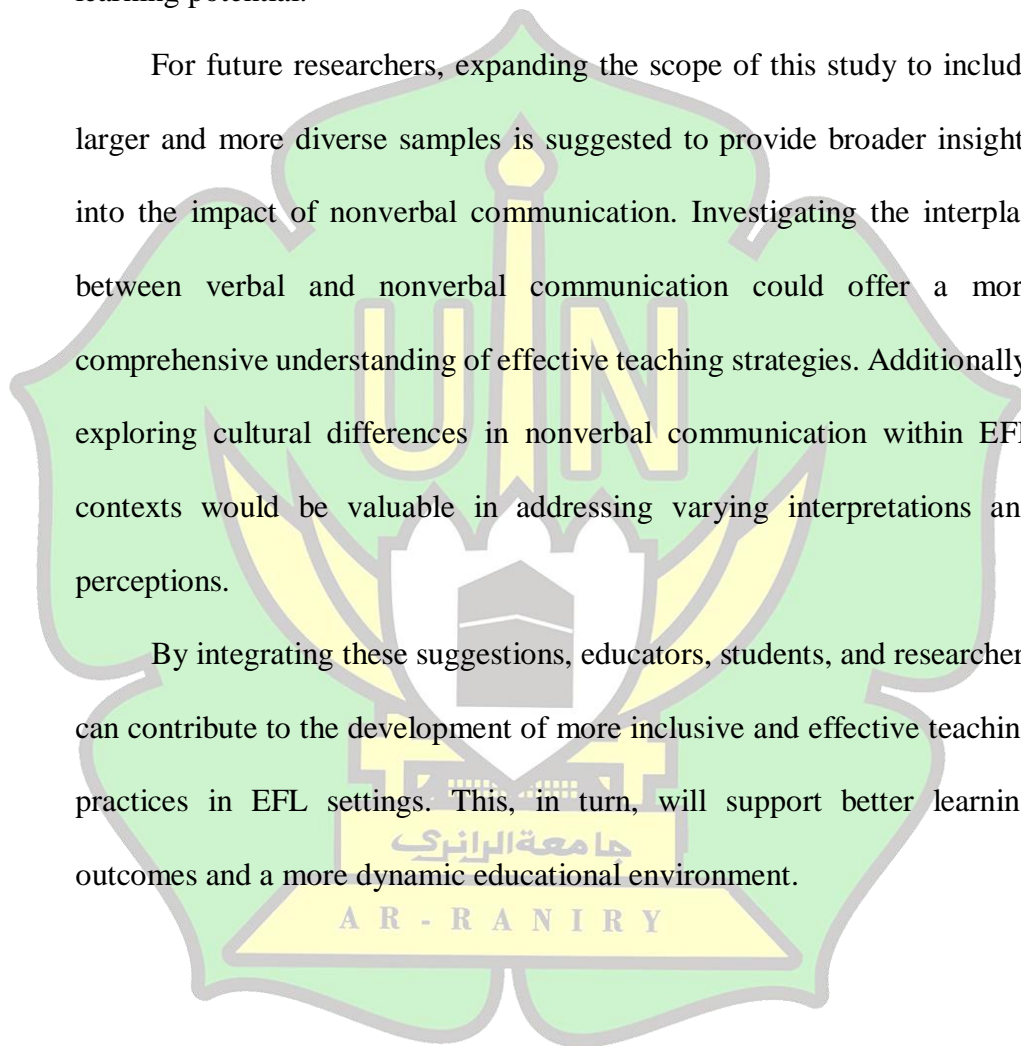 learning potential.
For future researchers, expanding the scope of this study to includ
larger and more diverse samples is suggested to provide broader insight
into the impact of nonverbal communication. Investigating the interpla
between verbal and nonverbal communication could offer a mor
comprehensive understanding of effective teaching strategies. Additionally
exploring cultural differences in nonverbal communication within EF
contexts would be valuable in addressing varying interpretations an
perceptions.
UIN
By integrating these suggestions, educators, students, and researcher
can contribute to the development of more inclusive and effective teachin
practices in EFL settings. This, in turn, will support better learnin
جامعة الرانري
outcomes and a more dynamic educational environment.
AR-RANIRY